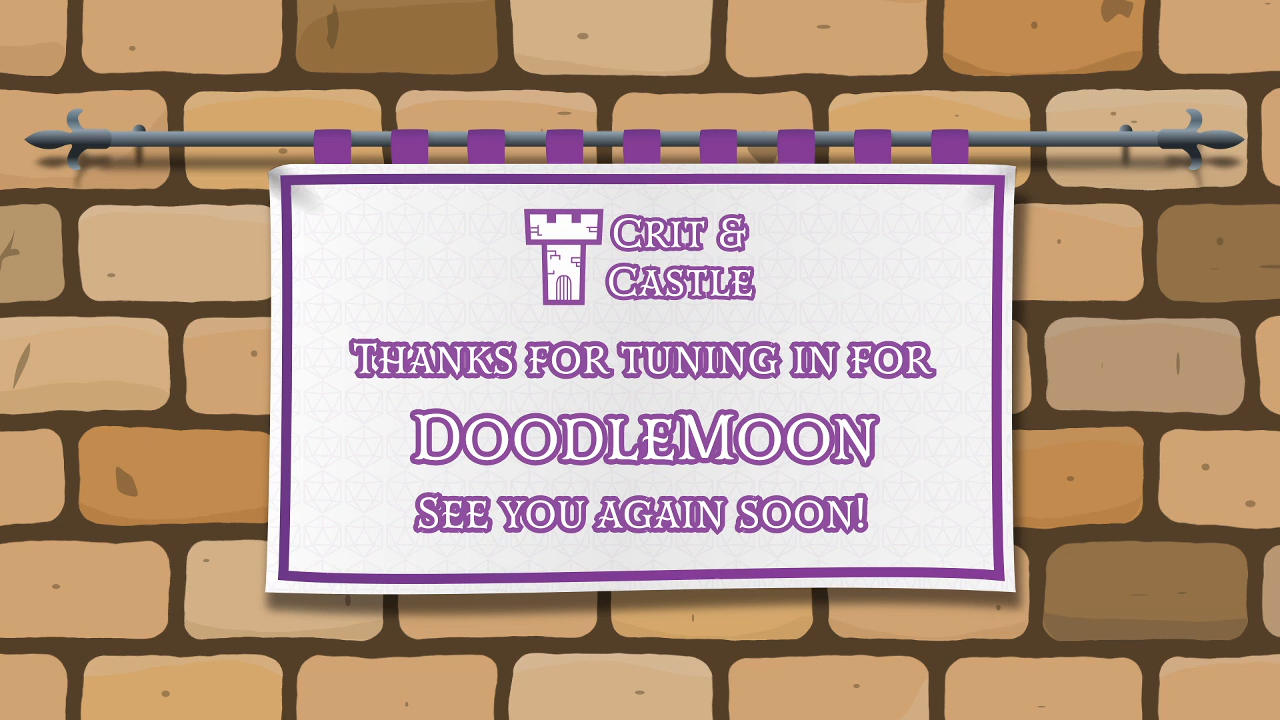 Crit &
Castle
Thanks for tuning in for
DoodleMoon
See you again soon!